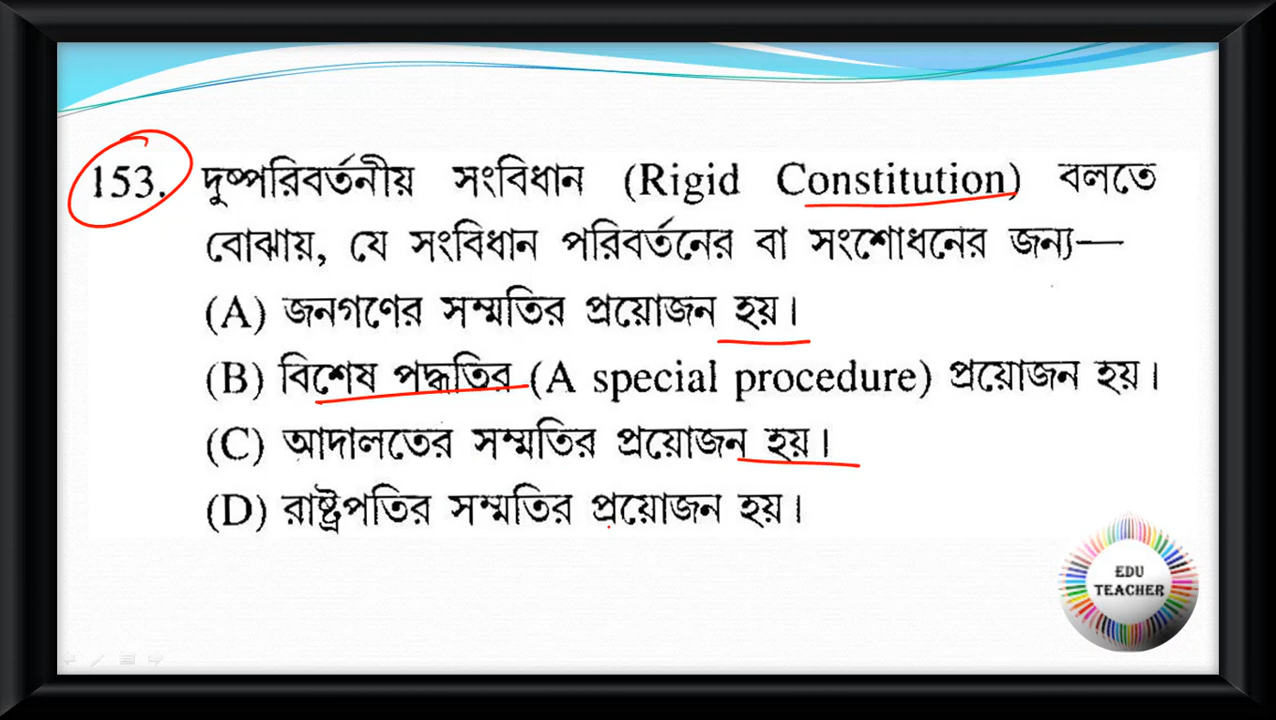 153. দুষ্পরিবর্তনীয় সংবিধান (Rigid Constitution) বলতে
বোঝায়, যে সংবিধান পরিবর্তনের বা সংশোধনের জন্য—
(A) জনগণের সম্মতির প্রয়োজন হয়।
(B) বিশেষ পদ্ধতির (A special procedure) প্রয়োজন হয়।
(C) আদালতের সম্মতির প্রয়োজন হয়।
(D) রাষ্ট্রপতির সম্মতির প্রয়োজন হয়।
EDU
TEACHER